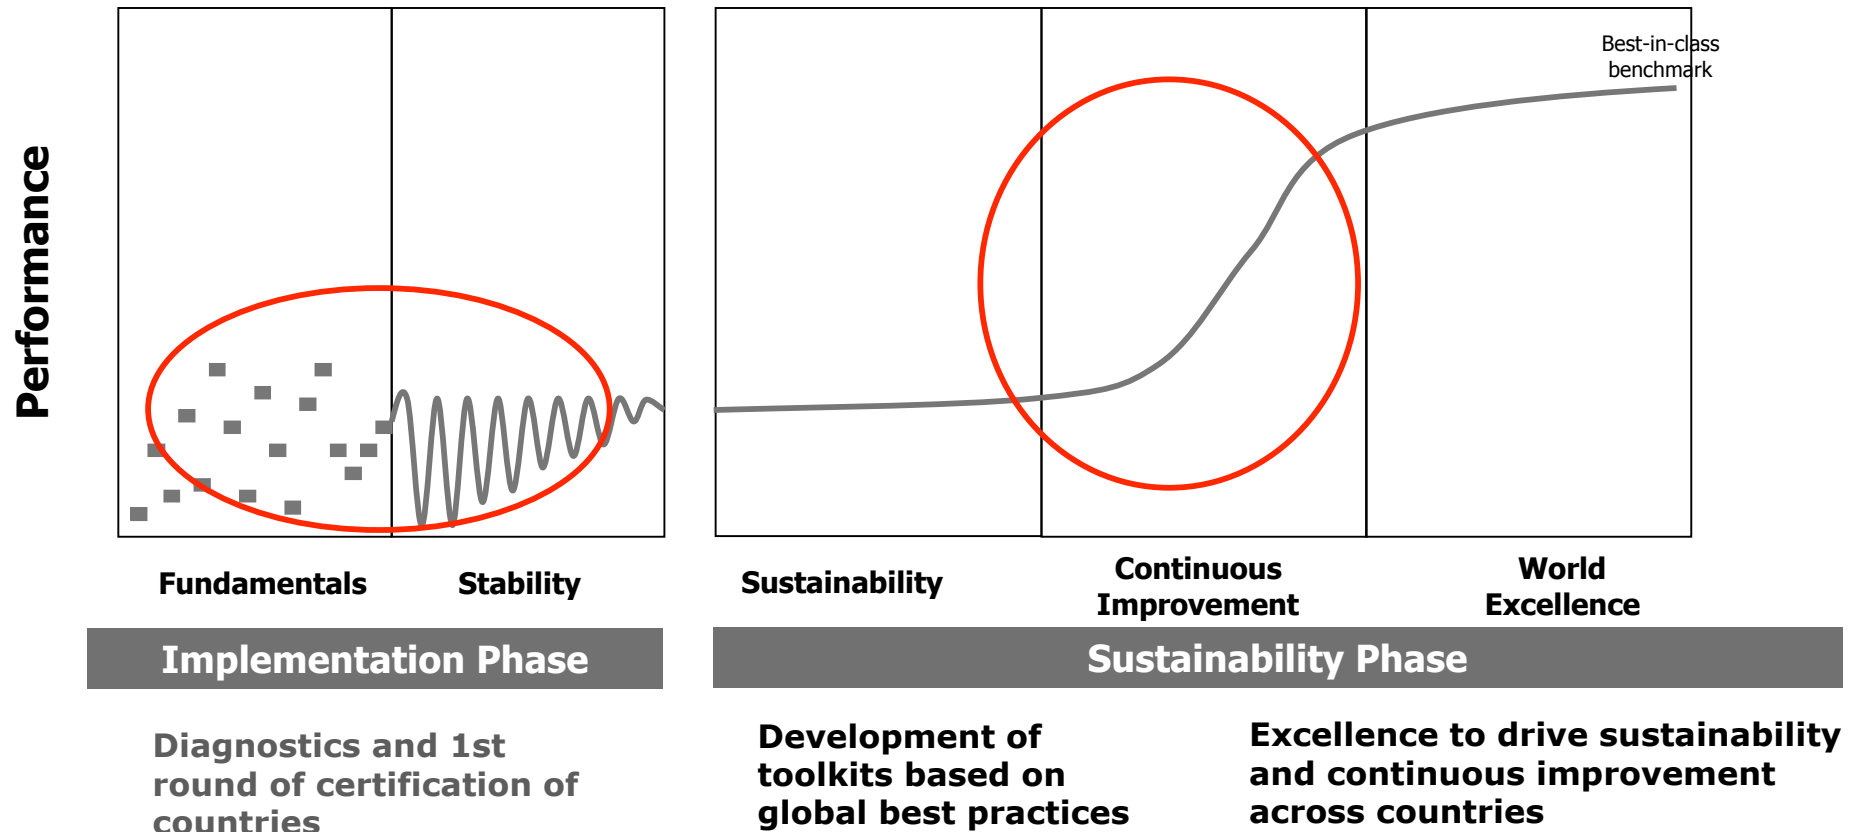 Performance
Best-in-class
benchmark
Fundamentals
Stability
Sustainability
Continuous
Improvement
World
Excellence
Implementation Phase
Sustainability Phase
Diagnostics and 1st
round of certification of
countries
Development of
toolkits based on
global best practices
Excellence to drive sustainability
and continuous improvement
across countries